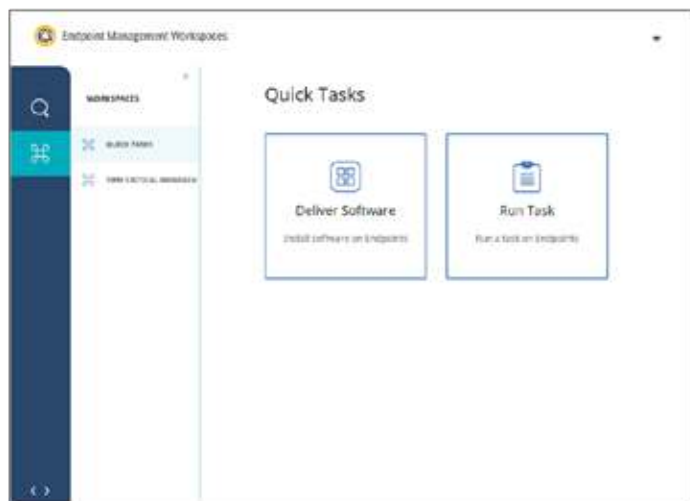 Endpoint Management Workspaces
WORKSPACES
Quick Tasks
QUICK TASKS
Deliver Software
Install software on Endpoints
Run Task
Run a task on Endpoints